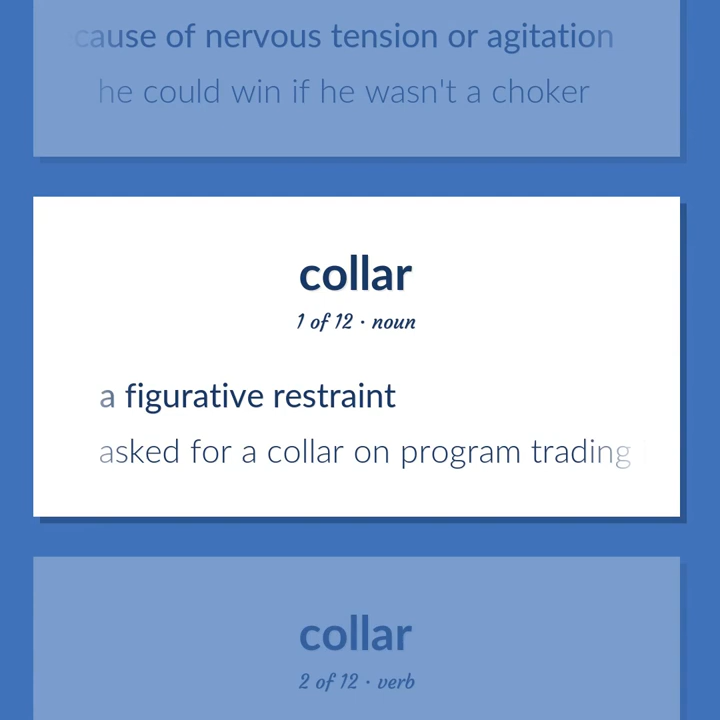 cause of nervous tension or agitation
he could win if he wasn't a choker
collar
1 of 12 · noun
a figurative restraint
asked for a collar on program trading
collar
2 of 12 · verb